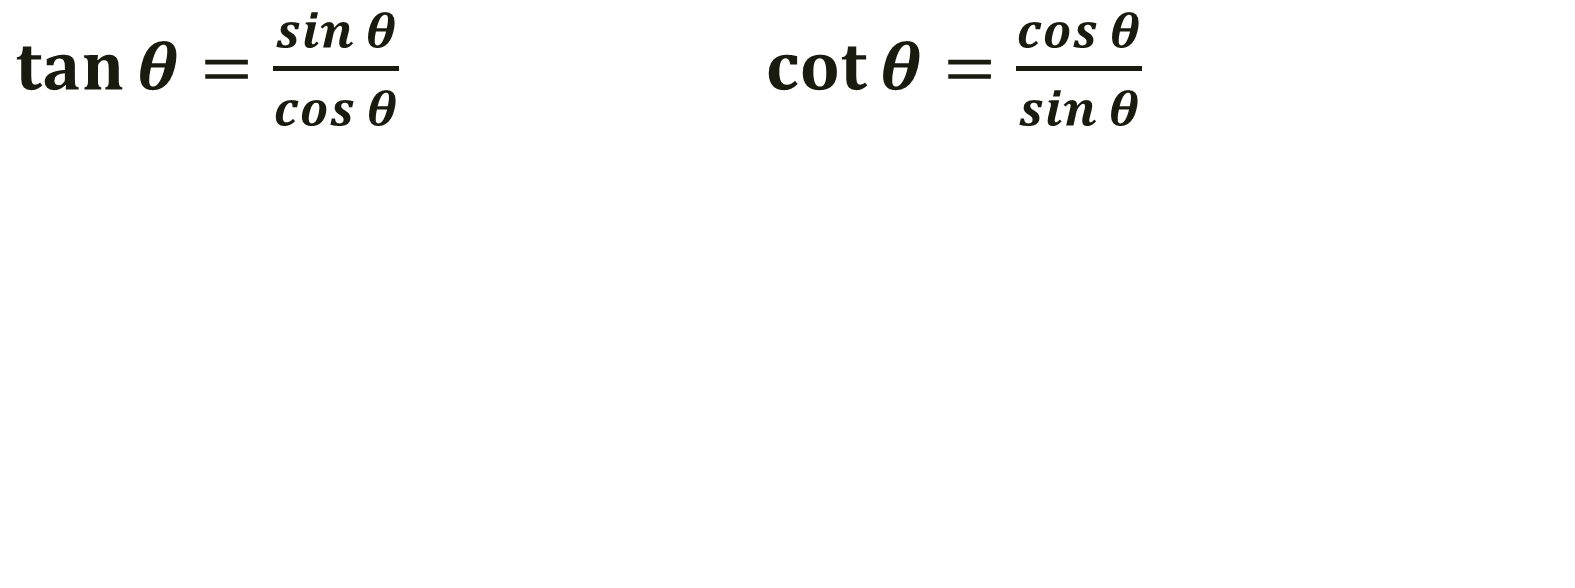 tan θ = sin θ / cos θ
cot θ = cos θ / sin θ